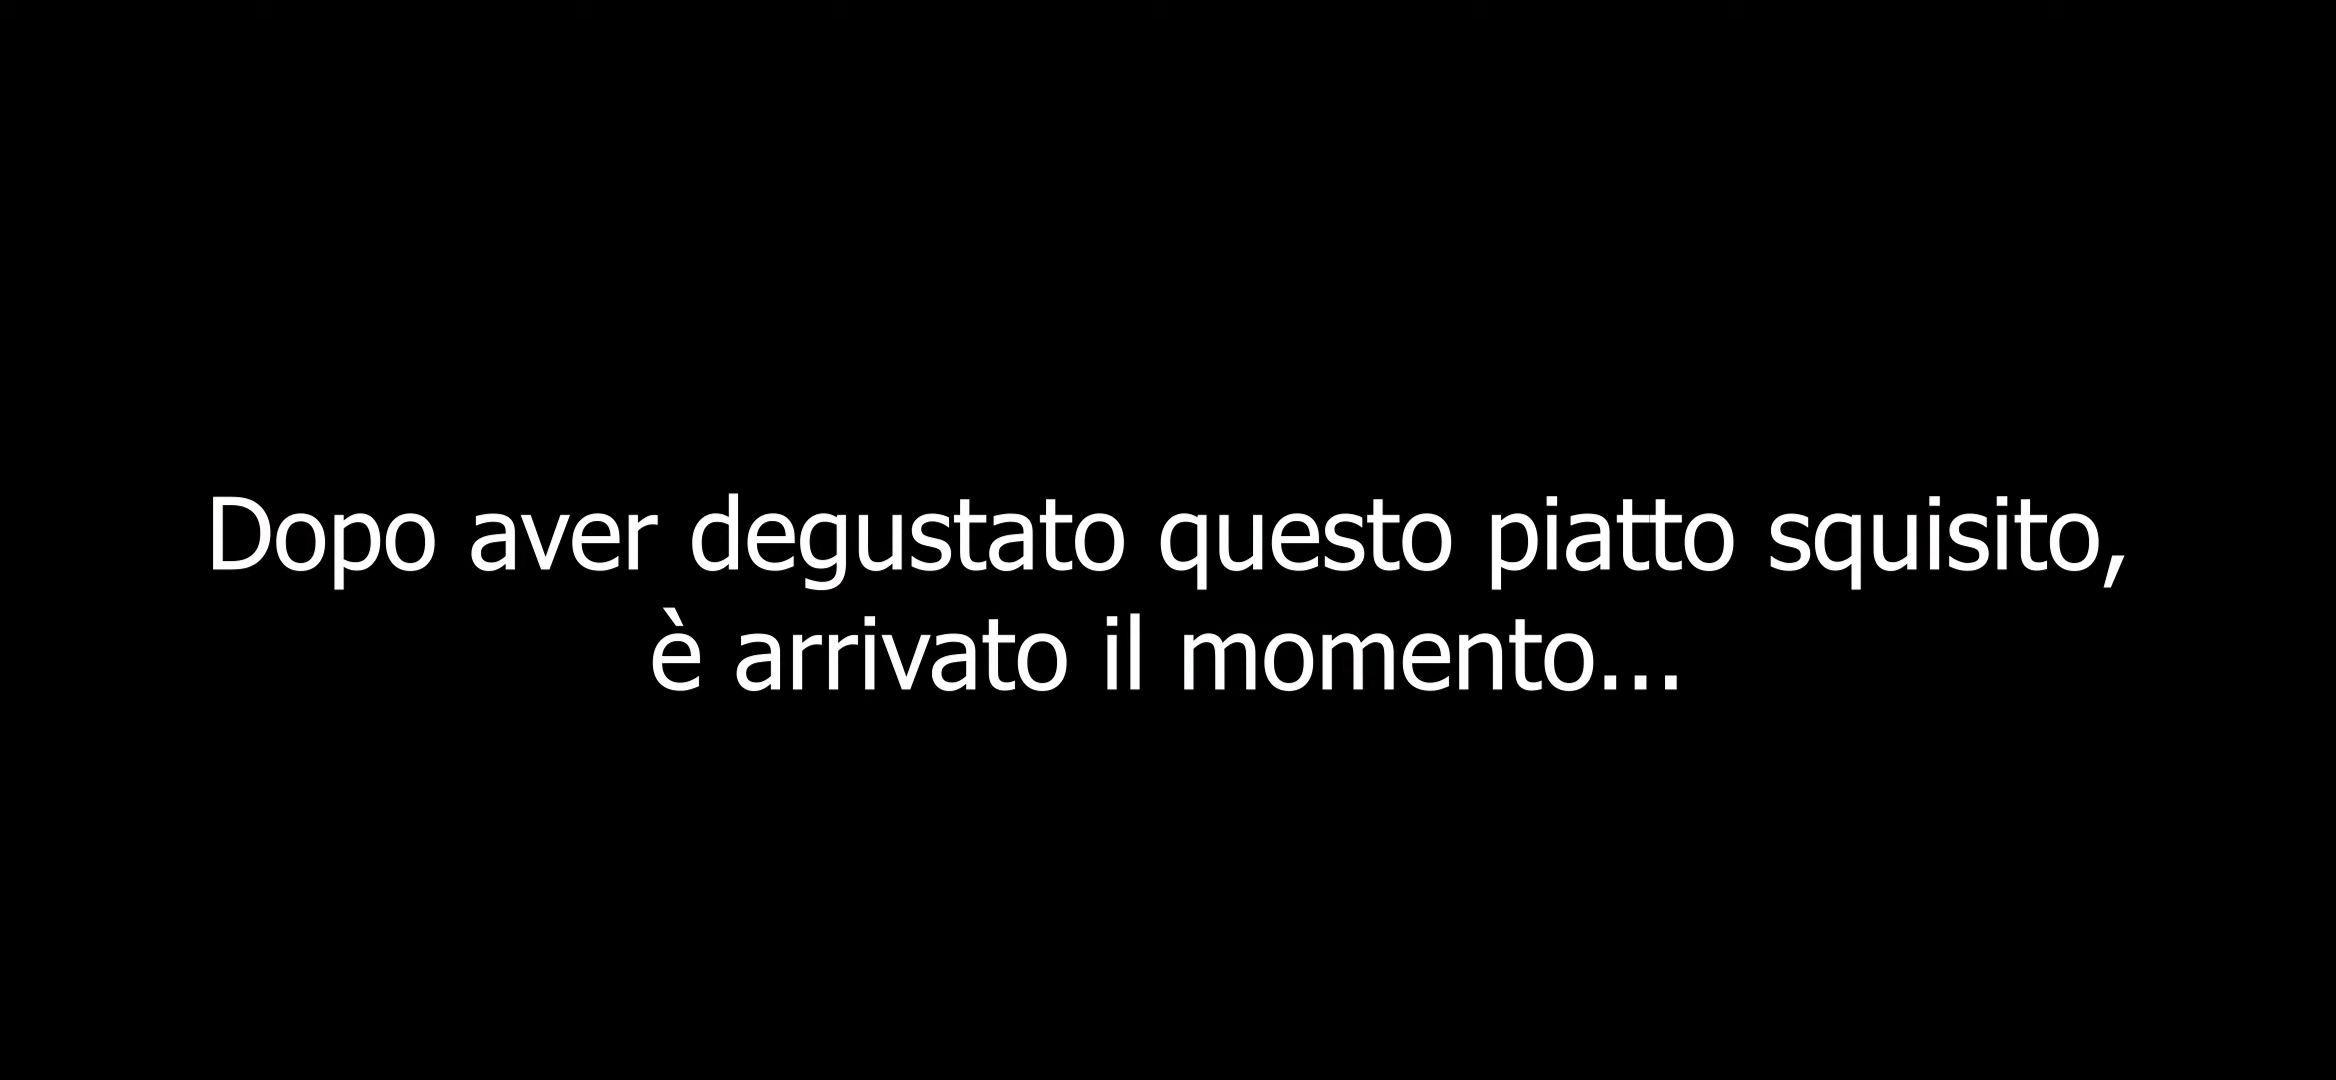 Dopo aver degustato questo piatto squisito,
è arrivato il momento...